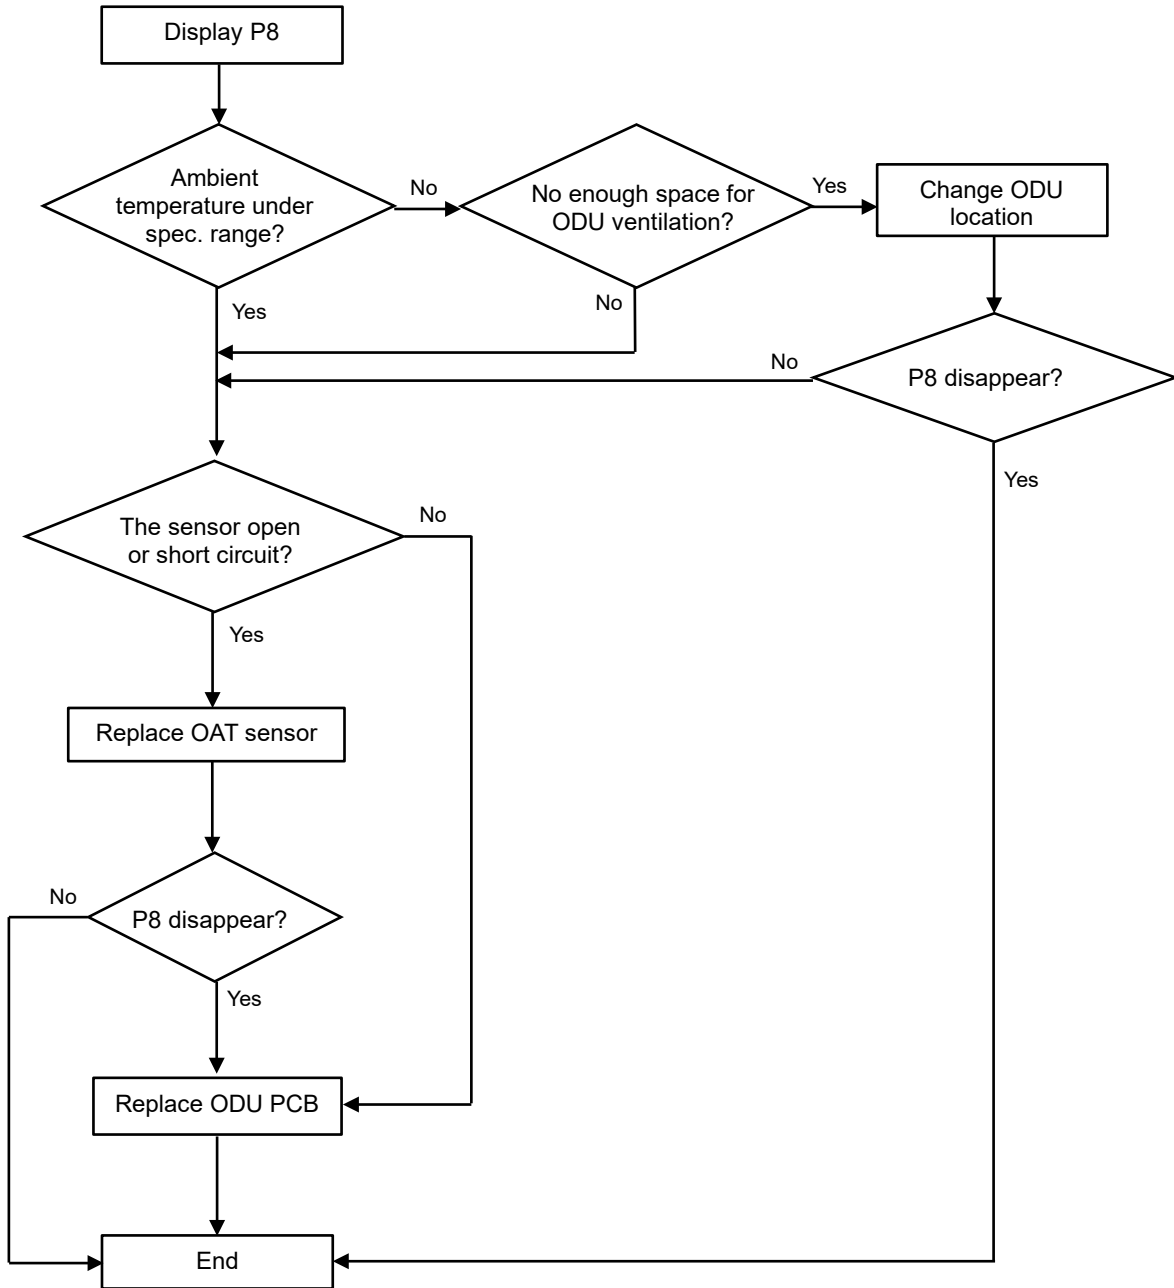 Display P8
Ambient
temperature under
spec. range?
No
No enough space for
ODU ventilation?
Yes
Change ODU
location
Yes
No
No
P8 disappear?
Yes
The sensor open
or short circuit?
No
Yes
Replace OAT sensor
No
P8 disappear?
Yes
Replace ODU PCB
End